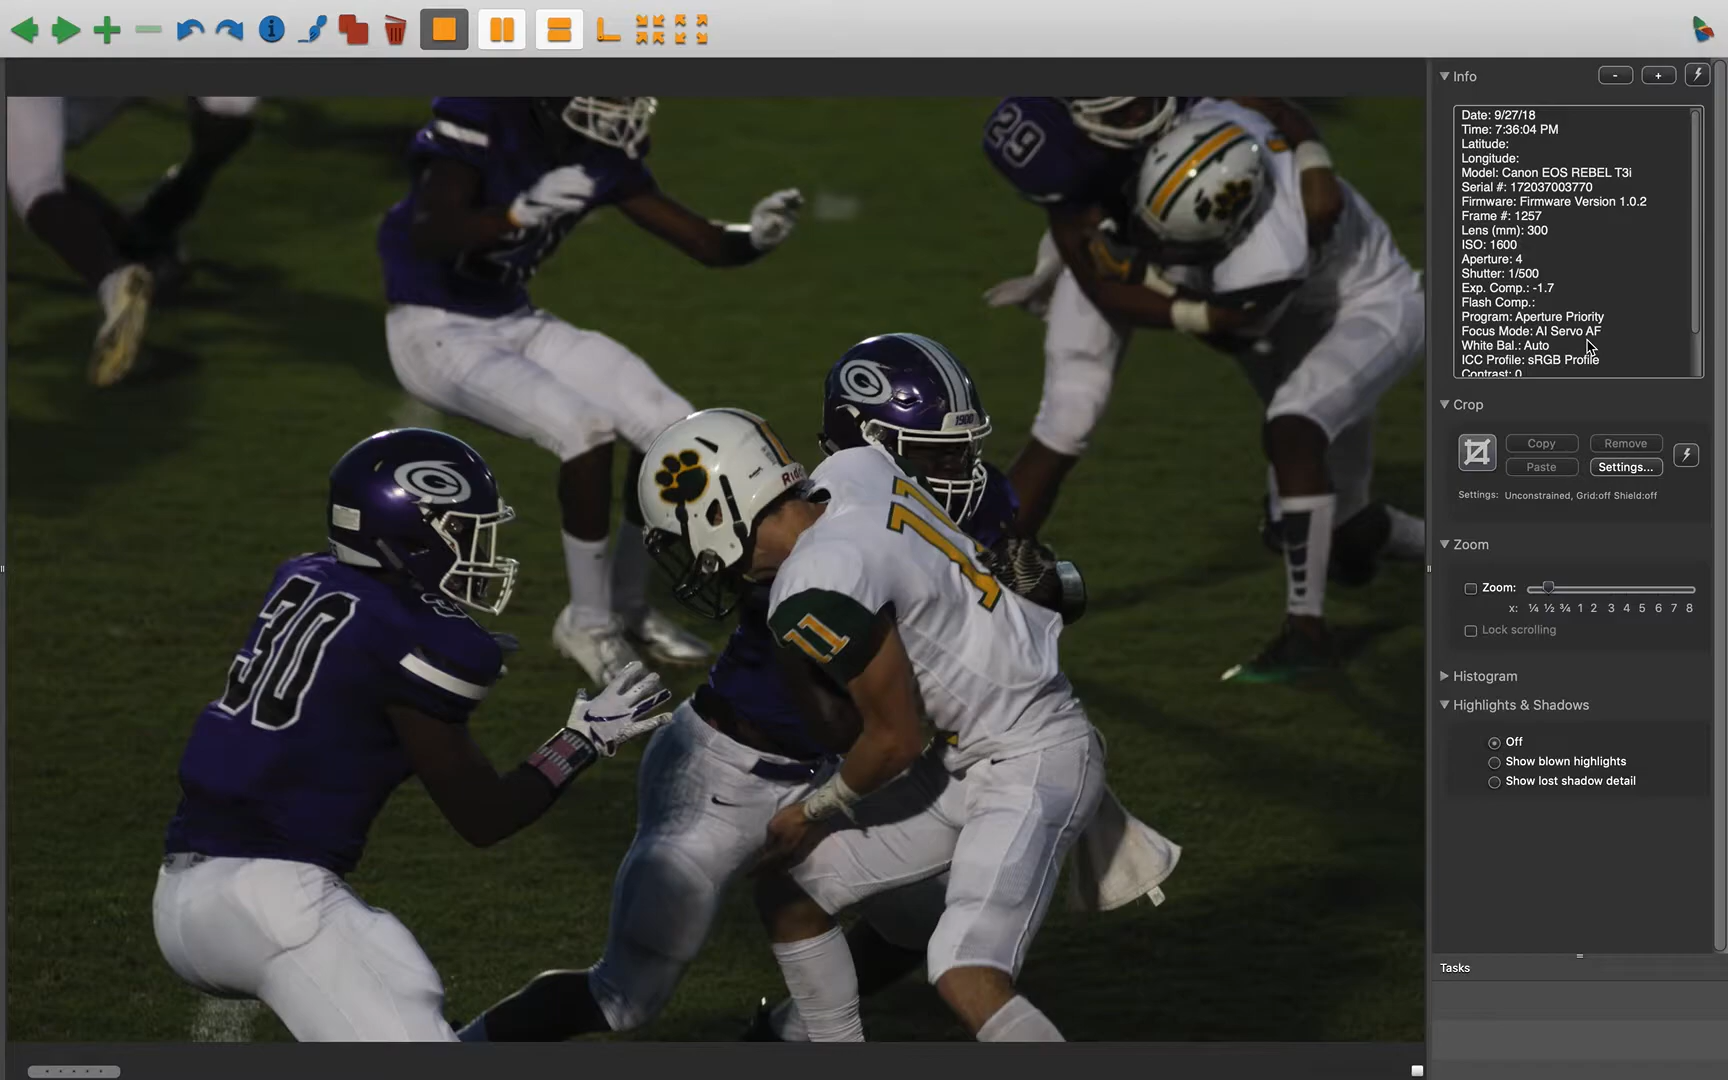 Info
-
+
Date: 9/27/18
Time: 7:36:04 PM
Latitude:
Longitude:
Model: Canon EOS REBEL T3i
Serial #: 172037003770
Firmware: Firmware Version 1.0.2
Frame #: 1257
Lens (mm): 300
ISO: 1600
Aperture: 4
Shutter: 1/500
Exp. Comp.: -1.7
Flash Comp.:
Program: Aperture Priority
Focus Mode: AI Servo AF
White Bal.: Auto
ICC Profile: sRGB Profile
Contrast: 0
Crop
Copy
Remove
Paste
Settings...
Settings: Unconstrained, Grid:off Shield:off
Zoom
Zoom:
x: ¼ ½ ¾ 1 2 3 4 5 6 7 8
Lock scrolling
Histogram
Highlights & Shadows
Off
Show blown highlights
Show lost shadow detail
Tasks
29
1900
G
G
30
11
11